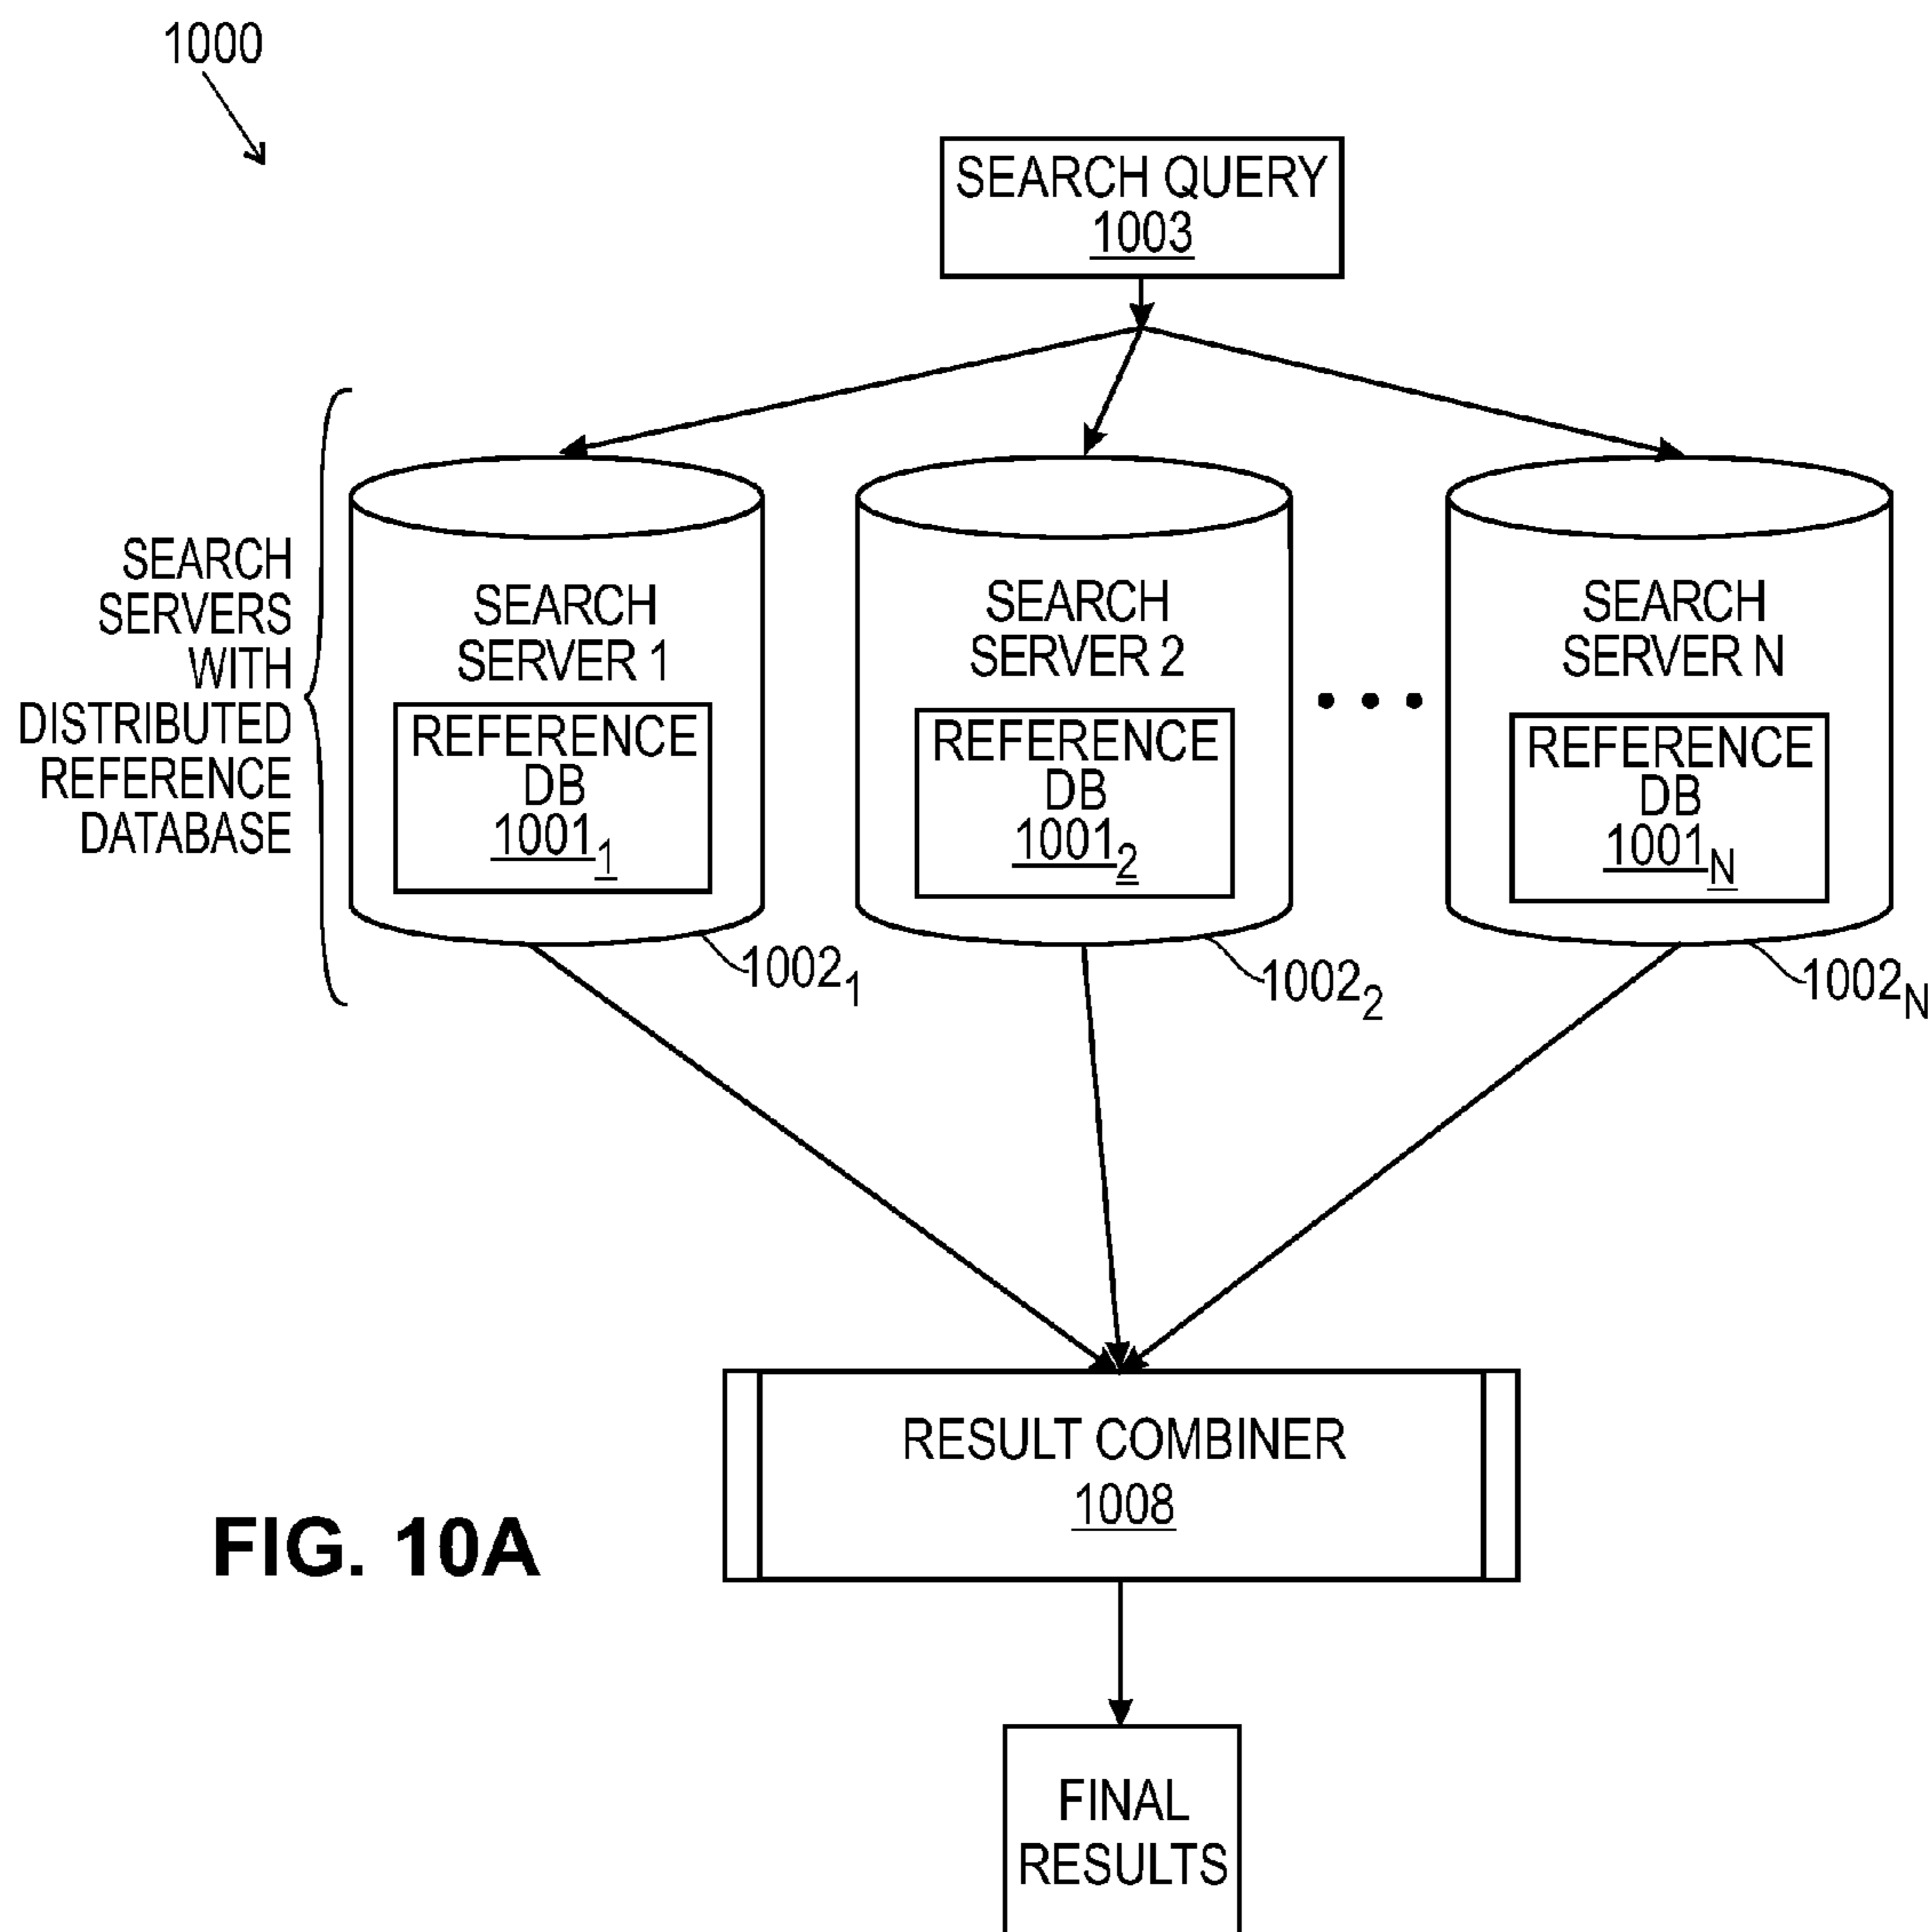 1000
SEARCH QUERY
1003
SEARCH
SERVERS
WITH
DISTRIBUTED
REFERENCE
DATABASE
SEARCH
SERVER 1
REFERENCE
DB
1001₁
1002₁
SEARCH
SERVER 2
REFERENCE
DB
1001₂
1002₂
• • •
SEARCH
SERVER N
REFERENCE
DB
1001N
1002N
RESULT COMBINER
1008
FIG. 10A
FINAL
RESULTS